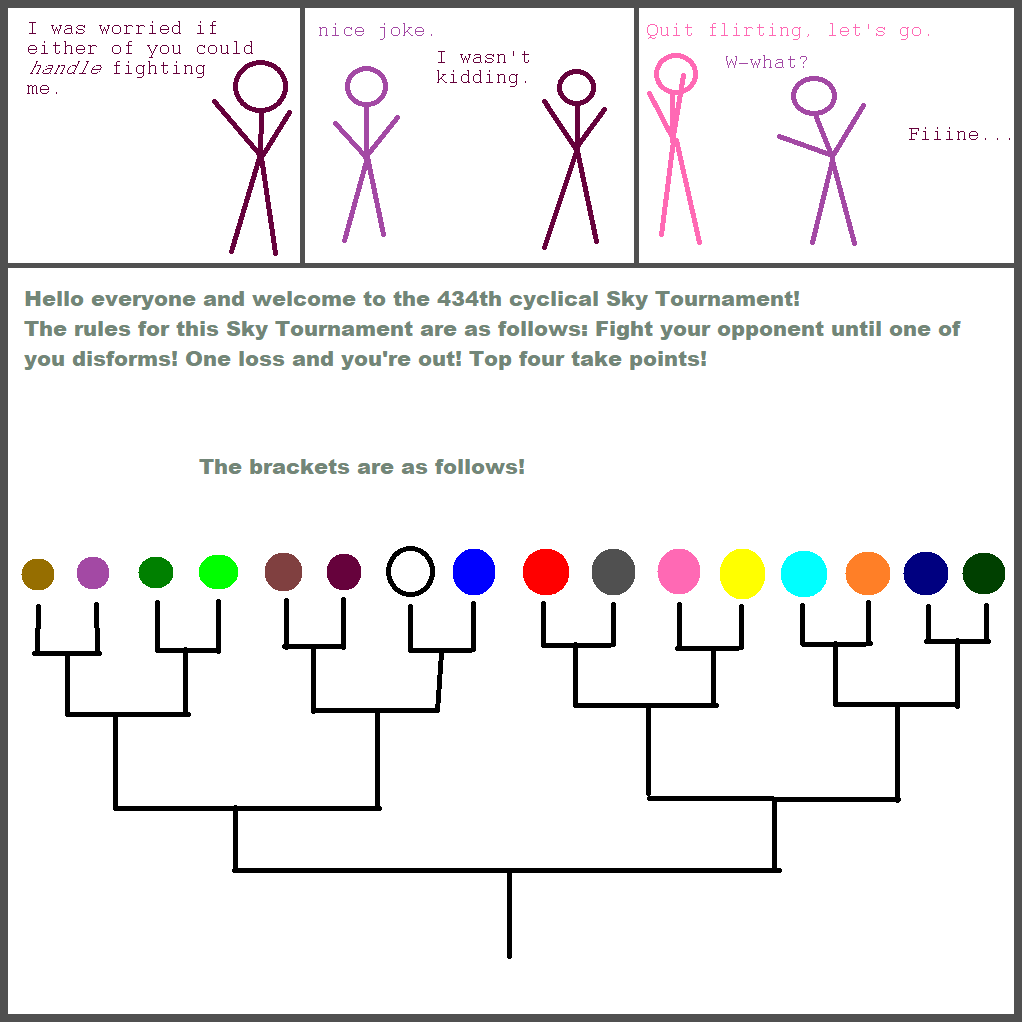 I was worried if
either of you could
handle fighting
me.
nice joke.
I wasn't
kidding.
Quit flirting, let's go.
W-what?
Fiiine...
Hello everyone and welcome to the 434th cyclical Sky Tournament!
The rules for this Sky Tournament are as follows: Fight your opponent until one of
you disforms! One loss and you're out! Top four take points!
The brackets are as follows!